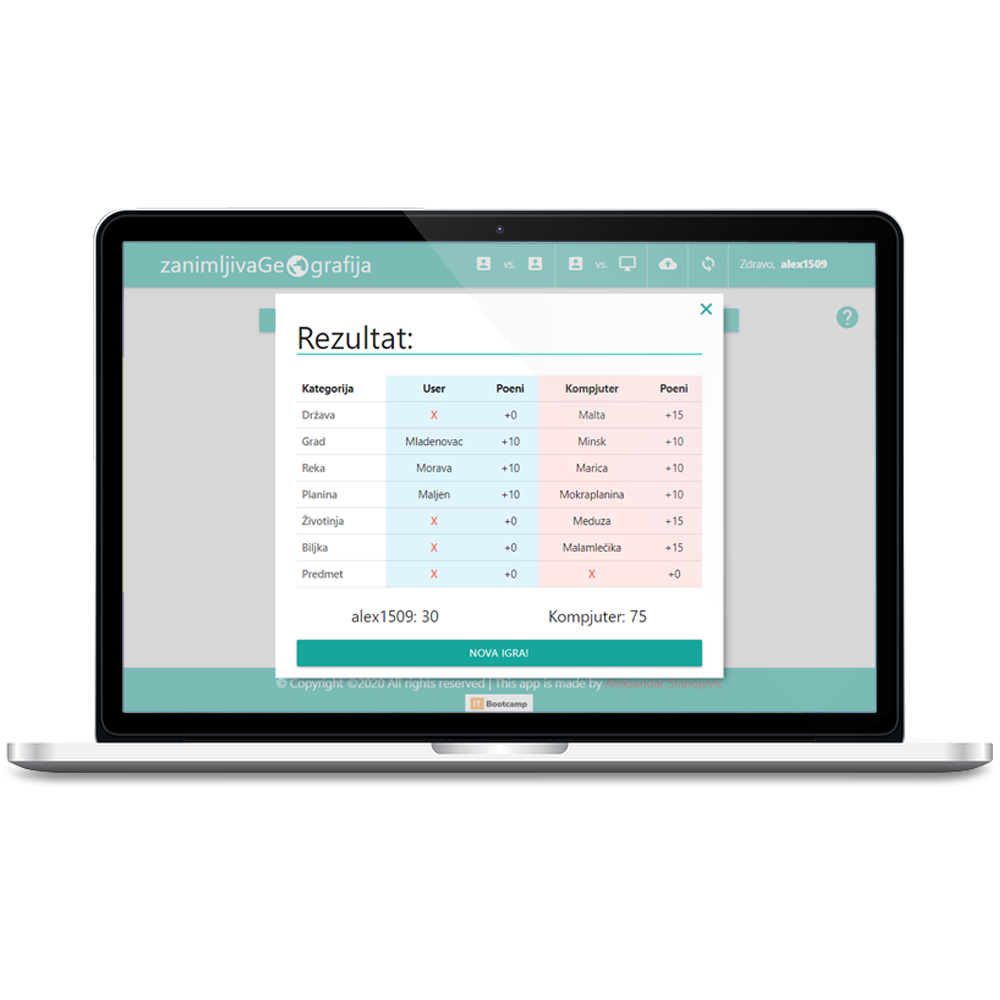 zanimljivaGeografija vs. vs. Zdravo, alex1509
Rezultat:
Kategorija User Poeni Kompjuter Poeni
Država X +0 Malta +15
Grad Mladenovac +10 Minsk +10
Reka Morava +10 Marica +10
Planina Maljen +10 Mokraplanina +10
Životinja X +0 Meduza +15
Biljka X +0 Malamlečika +15
Predmet X +0 X +0
alex1509: 30 Kompjuter: 75
NOVA IGRA!
© Copyright ©2020 All rights reserved | This app is made by Aleksandar Stanojević
IT Bootcamp